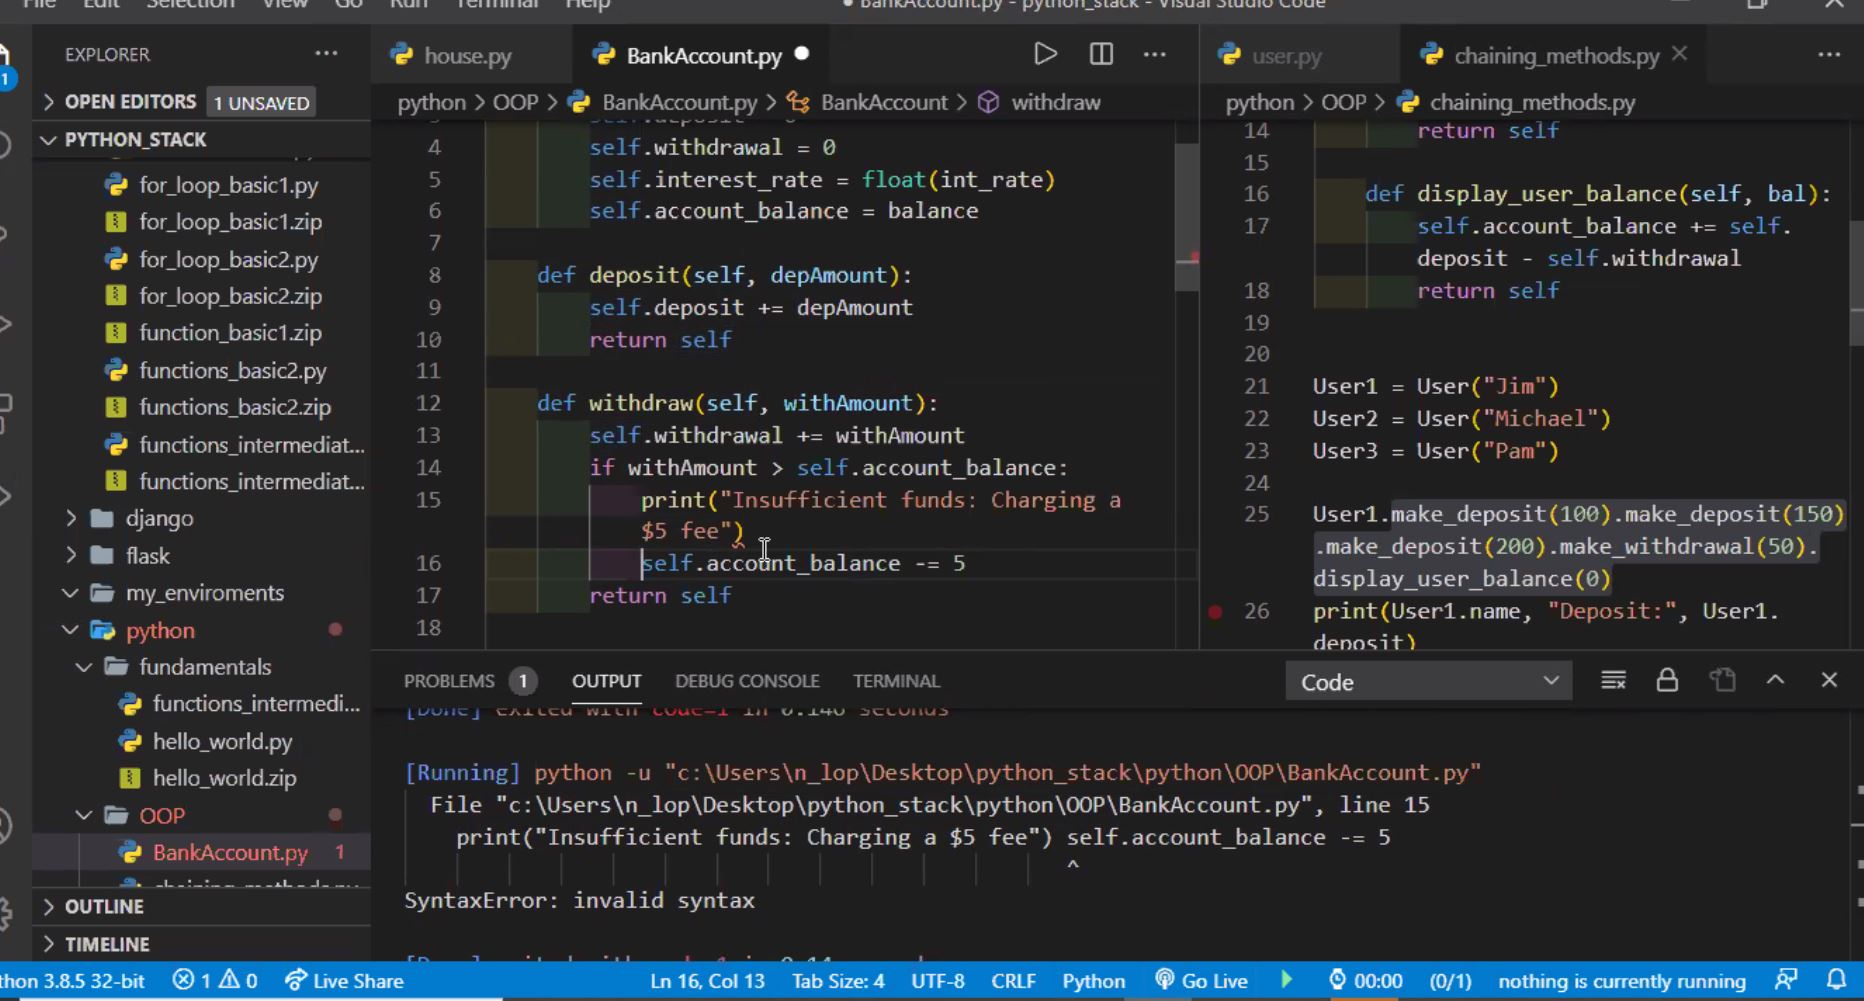 File Edit Selection View Go Run Terminal Help
BankAccount.py - python_stack - Visual Studio Code
EXPLORER
OPEN EDITORS 1 UNSAVED
PYTHON_STACK
for_loop_basic1.py
for_loop_basic1.zip
for_loop_basic2.py
for_loop_basic2.zip
function_basic1.zip
functions_basic2.py
functions_basic2.zip
functions_intermediat...
functions_intermediat...
django
flask
my_enviroments
python
fundamentals
functions_intermedi...
hello_world.py
hello_world.zip
OOP
BankAccount.py 1
chaining_methods.py
OUTLINE
TIMELINE
1
house.py BankAccount.py
python > OOP > BankAccount.py > BankAccount > withdraw
4 self.withdrawal = 0
5 self.interest_rate = float(int_rate)
6 self.account_balance = balance
7
8 def deposit(self, depAmount):
9 self.deposit += depAmount
10 return self
11
12 def withdraw(self, withAmount):
13 self.withdrawal += withAmount
14 if withAmount > self.account_balance:
15 print("Insufficient funds: Charging a
$5 fee")
16 self.account_balance -= 5
17 return self
18
user.py chaining_methods.py
python > OOP > chaining_methods.py
14 return self
15
16 def display_user_balance(self, bal):
17 self.account_balance += self.
deposit - self.withdrawal
18 return self
19
20
21 User1 = User("Jim")
22 User2 = User("Michael")
23 User3 = User("Pam")
24
25 User1.make_deposit(100).make_deposit(150)
.make_deposit(200).make_withdrawal(50).
display_user_balance(0)
26 print(User1.name, "Deposit:", User1.
deposit)
PROBLEMS 1 OUTPUT DEBUG CONSOLE TERMINAL Code
[Done] exited with code=1 in 0.146 seconds
[Running] python -u "c:\Users\n_lop\Desktop\python_stack\python\OOP\BankAccount.py"
File "c:\Users\n_lop\Desktop\python_stack\python\OOP\BankAccount.py", line 15
print("Insufficient funds: Charging a $5 fee") self.account_balance -= 5
^
SyntaxError: invalid syntax
thon 3.8.5 32-bit 1 0 Live Share Ln 16, Col 13 Tab Size: 4 UTF-8 CRLF Python Go Live 00:00 (0/1) nothing is currently running